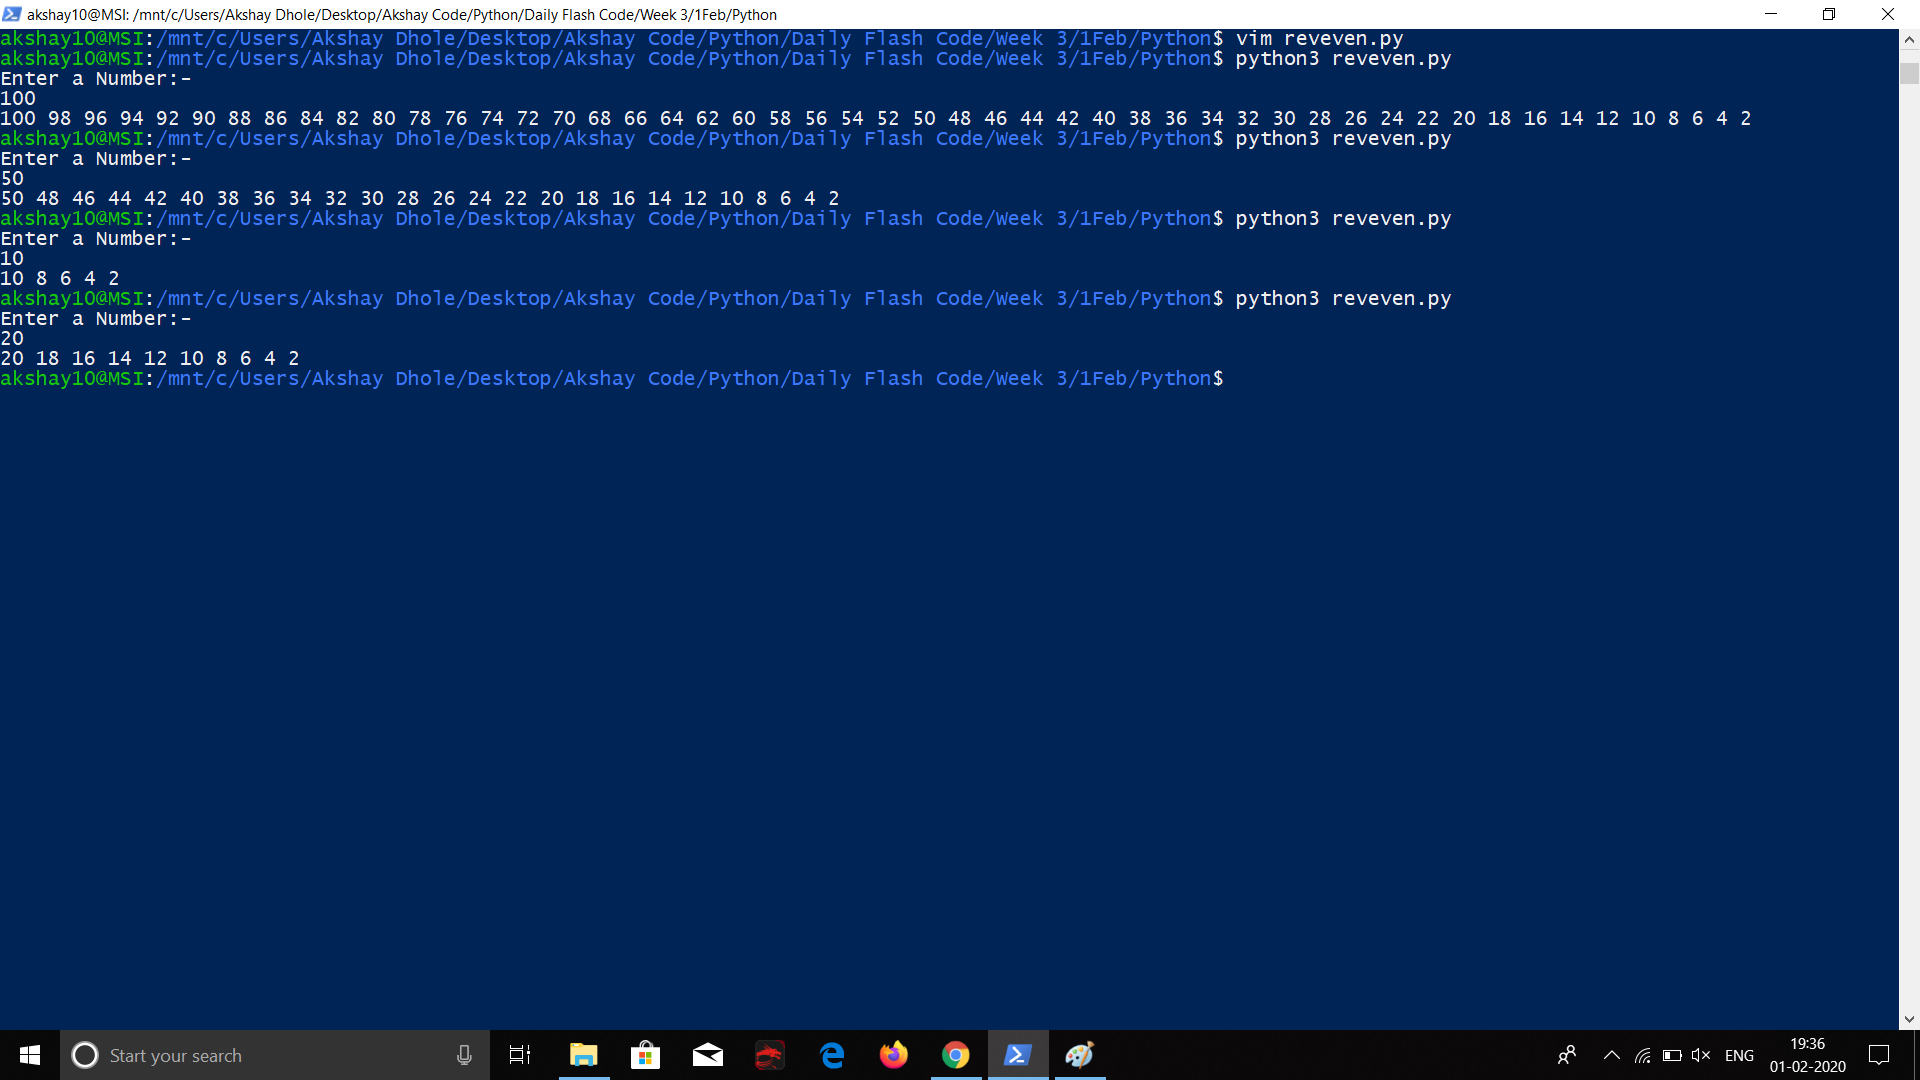 akshay10@MSI: /mnt/c/Users/Akshay Dhole/Desktop/Akshay Code/Python/Daily Flash Code/Week 3/1Feb/Python
akshay10@MSI:/mnt/c/Users/Akshay Dhole/Desktop/Akshay Code/Python/Daily Flash Code/Week 3/1Feb/Python$ vim reveven.py
akshay10@MSI:/mnt/c/Users/Akshay Dhole/Desktop/Akshay Code/Python/Daily Flash Code/Week 3/1Feb/Python$ python3 reveven.py
Enter a Number:-
100
100 98 96 94 92 90 88 86 84 82 80 78 76 74 72 70 68 66 64 62 60 58 56 54 52 50 48 46 44 42 40 38 36 34 32 30 28 26 24 22 20 18 16 14 12 10 8 6 4 2
akshay10@MSI:/mnt/c/Users/Akshay Dhole/Desktop/Akshay Code/Python/Daily Flash Code/Week 3/1Feb/Python$ python3 reveven.py
Enter a Number:-
50
50 48 46 44 42 40 38 36 34 32 30 28 26 24 22 20 18 16 14 12 10 8 6 4 2
akshay10@MSI:/mnt/c/Users/Akshay Dhole/Desktop/Akshay Code/Python/Daily Flash Code/Week 3/1Feb/Python$ python3 reveven.py
Enter a Number:-
10
10 8 6 4 2
akshay10@MSI:/mnt/c/Users/Akshay Dhole/Desktop/Akshay Code/Python/Daily Flash Code/Week 3/1Feb/Python$ python3 reveven.py
Enter a Number:-
20
20 18 16 14 12 10 8 6 4 2
akshay10@MSI:/mnt/c/Users/Akshay Dhole/Desktop/Akshay Code/Python/Daily Flash Code/Week 3/1Feb/Python$
Start your search
ENG
19:36
01-02-2020